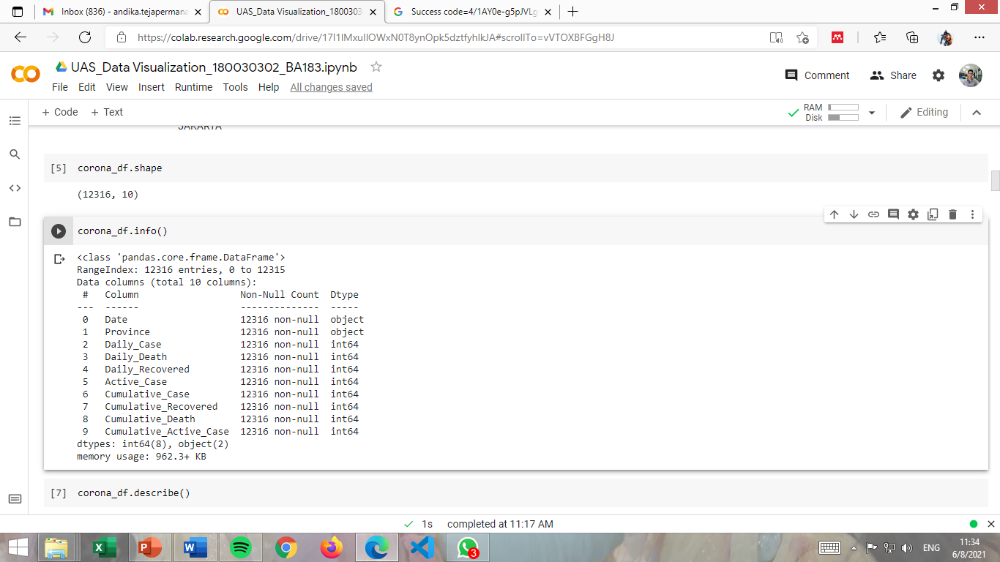 Inbox (836) - andika.tejapermana
UAS_Data Visualization_1800303
Success code=4/1AY0e-g5pJVLg
https://colab.research.google.com/drive/17I1IMxuIIOWxN0T8ynOpk5dztfyhIkJA#scrollTo=vVTOXBFGgH8J
UAS_Data Visualization_180030302_BA183.ipynb
Comment
Share
File Edit View Insert Runtime Tools Help All changes saved
+ Code + Text
RAM
Disk
Editing
JAKARTA
[5] corona_df.shape
(12316, 10)
corona_df.info()
<class 'pandas.core.frame.DataFrame'>
RangeIndex: 12316 entries, 0 to 12315
Data columns (total 10 columns):
# Column Non-Null Count Dtype
--- ------ -------------- -----
0 Date 12316 non-null object
1 Province 12316 non-null object
2 Daily_Case 12316 non-null int64
3 Daily_Death 12316 non-null int64
4 Daily_Recovered 12316 non-null int64
5 Active_Case 12316 non-null int64
6 Cumulative_Case 12316 non-null int64
7 Cumulative_Recovered 12316 non-null int64
8 Cumulative_Death 12316 non-null int64
9 Cumulative_Active_Case 12316 non-null int64
dtypes: int64(8), object(2)
memory usage: 962.3+ KB
[7] corona_df.describe()
1s completed at 11:17 AM
3
ENG
11:34
6/8/2021